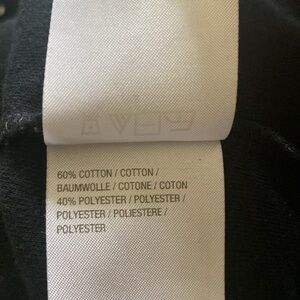 60% COTTON / COTTON /
BAUMWOLLE / COTONE / COTON
40% POLYESTER / POLYESTER /
POLYESTER / POLIESTERE /
POLYESTER